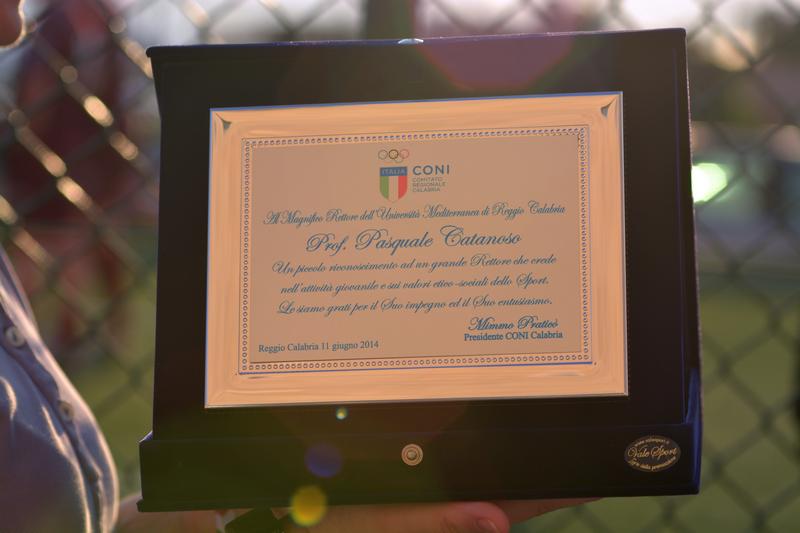 ITALIA
CONI
COMITATO
REGIONALE
CALABRIA
Al Magnifico Rettore dell'Università Mediterranea di Reggio Calabria
Prof. Pasquale Catanoso
Un piccolo riconoscimento ad un grande Rettore che crede
nell'attività giovanile e sui valori etico-sociali dello Sport.
Le siamo grati per il Suo impegno ed il Suo entusiasmo.
Mimmo Praticò
Presidente CONI Calabria
Reggio Calabria 11 giugno 2014
Vale Sport